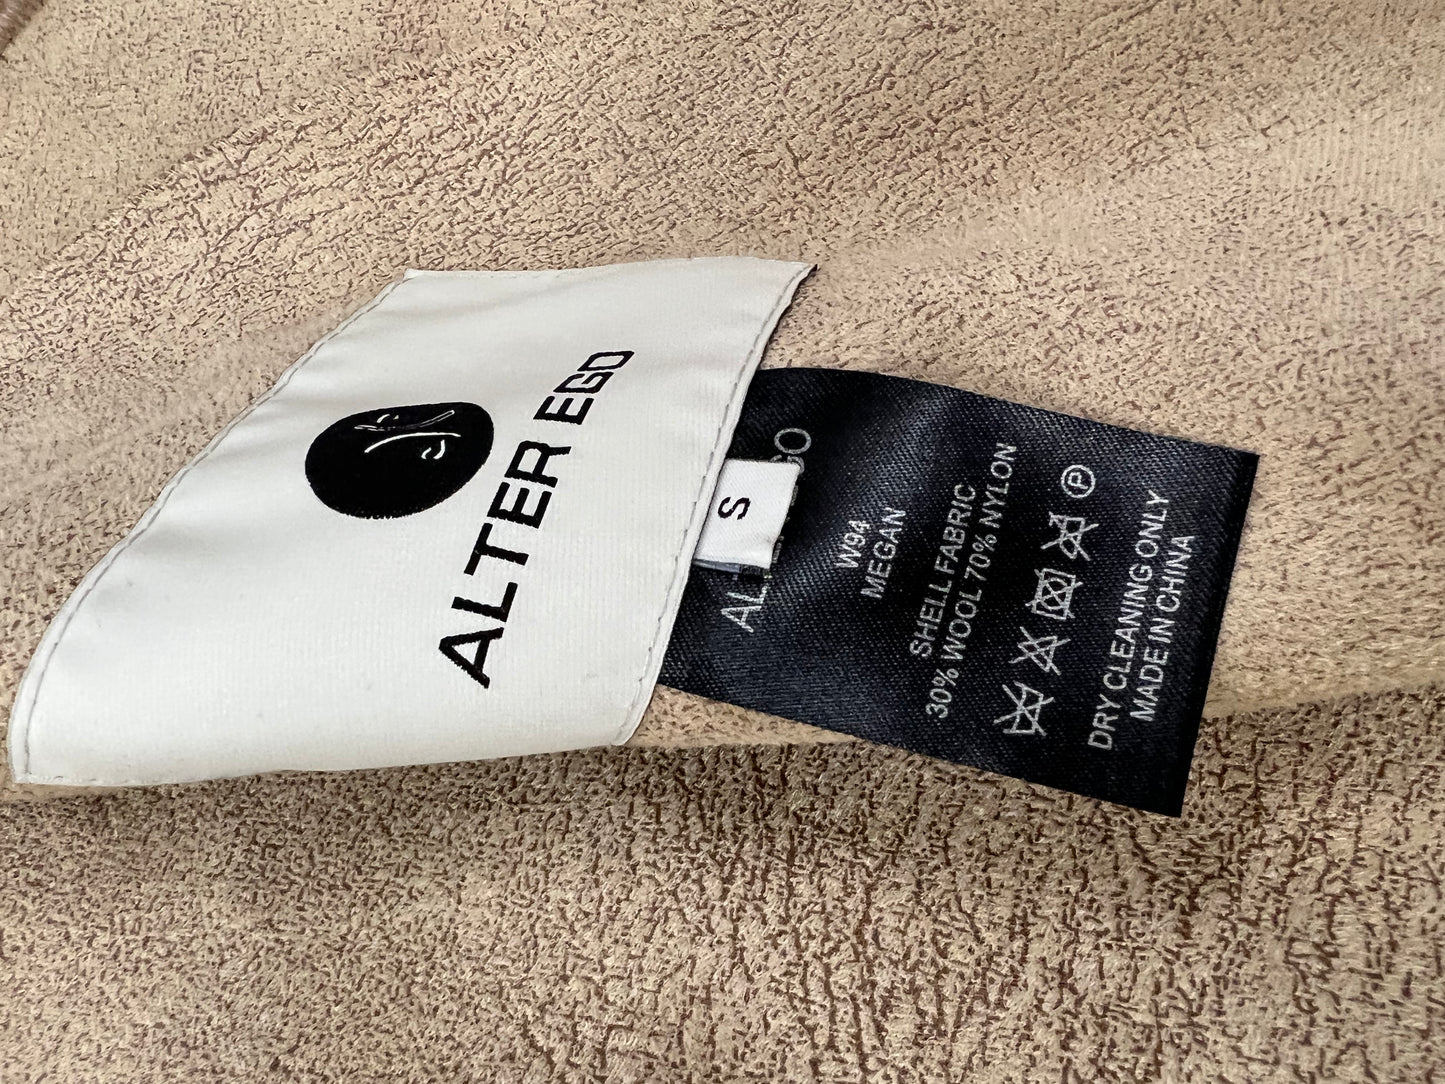 ALTER EGO
S
W94
MEGAN
SHELL FABRIC
30% WOOL 70% NYLON
P
DRY CLEANING ONLY
MADE IN CHINA